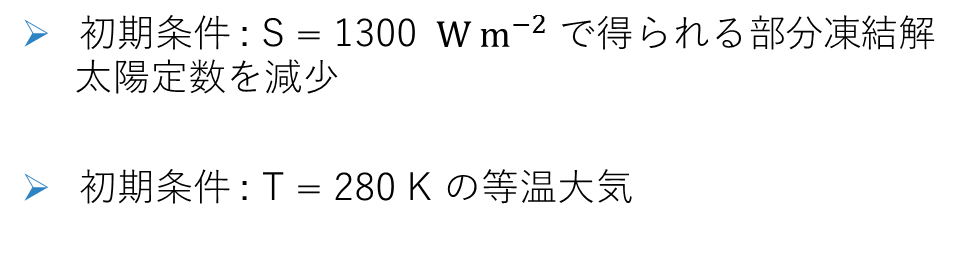 ➢ 初期条件 : S = 1300 W m⁻² で得られる部分凍結解
太陽定数を減少
➢ 初期条件 : T = 280 K の等温大気